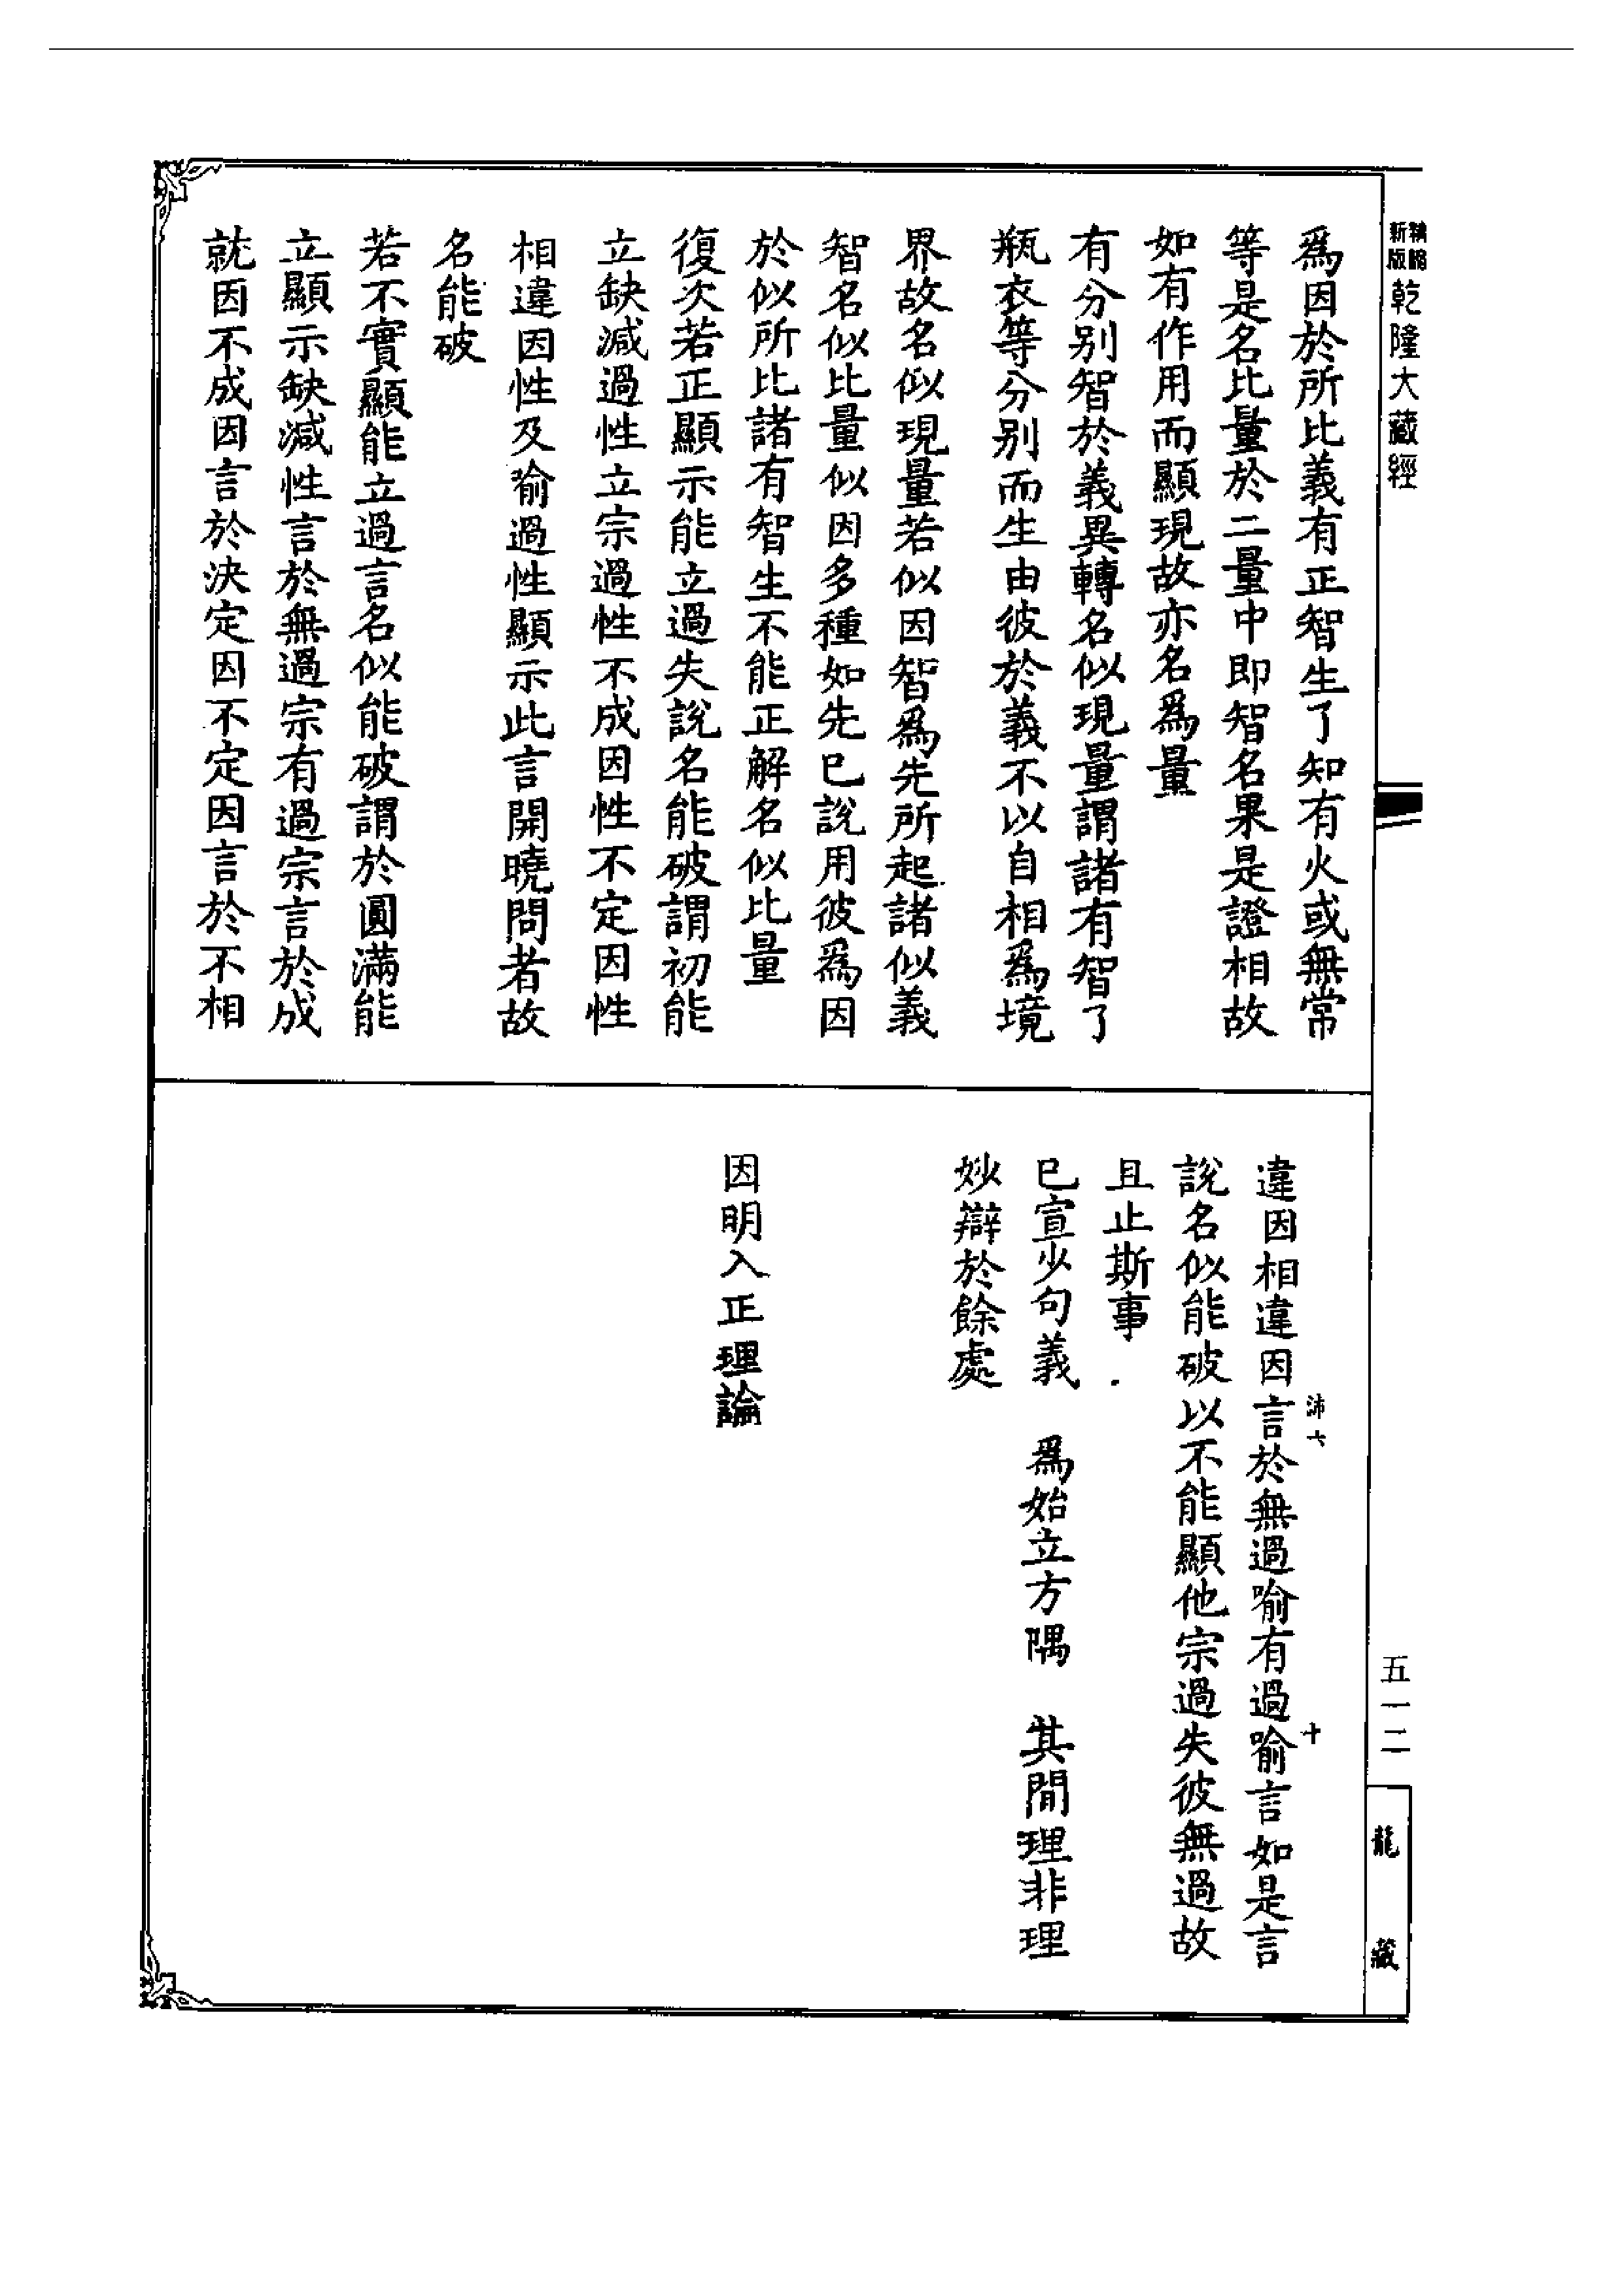 新版
精縮
乾隆大藏經
爲因於所比義有正智生了知有火或無常
等是名比量於二量中即智名果是證相故
如有作用而顯現故亦名爲量
有分別智於義異轉名似現量謂諸有智了
瓶衣等分別而生由彼於義不以自相爲境
界故名似現量若似因智爲先所起諸似義
智名似比量似因多種如先已說用彼爲因
於似所比諸有智生不能正解名似比量
復次若正顯示能立過失說名能破謂初能
立缺減過性立宗過性不成因性不定因性
相違因性及喻過性顯示此言開曉問者故
名能破
若不實顯能立過言名似能破謂於圓滿能
立顯示缺減性言於無過宗有過宗言於成
就因不成因言於決定因不定因言於不相
違因相違因言於無過喻有過喻言如是言
說名似能破以不能顯他宗過失彼無過故
且止斯事
已宣少句義　爲始立方隅　其間理非理
妙辯於餘處
因明入正理論
沛六
十
五一二
龍藏